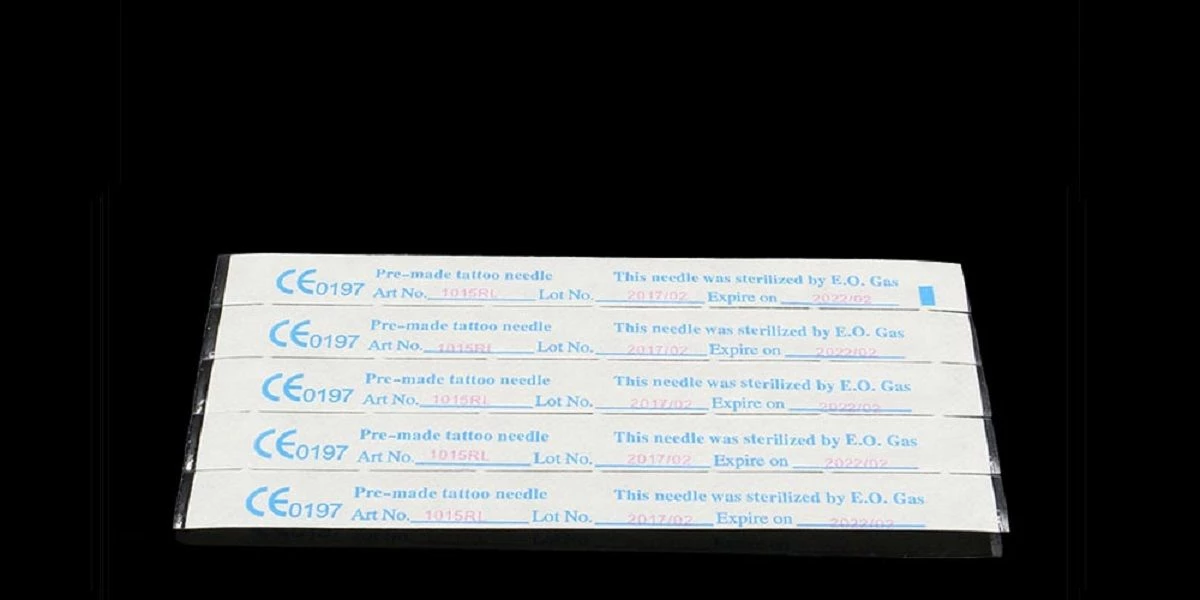 CE0197 Pre-made tattoo needle This needle was sterilized by E.O. Gas
Art No. 1015RL Lot No. 2017/02 Expire on 2022/02
CE0197 Pre-made tattoo needle This needle was sterilized by E.O. Gas
Art No. 1015RL Lot No. 2017/02 Expire on 2022/02
CE0197 Pre-made tattoo needle This needle was sterilized by E.O. Gas
Art No. 1015RL Lot No. 2017/02 Expire on 2022/02
CE0197 Pre-made tattoo needle This needle was sterilized by E.O. Gas
Art No. 1015RL Lot No. 2017/02 Expire on 2022/02
CE0197 Pre-made tattoo needle This needle was sterilized by E.O. Gas
Art No. 1015RL Lot No. 2017/02 Expire on 2022/02